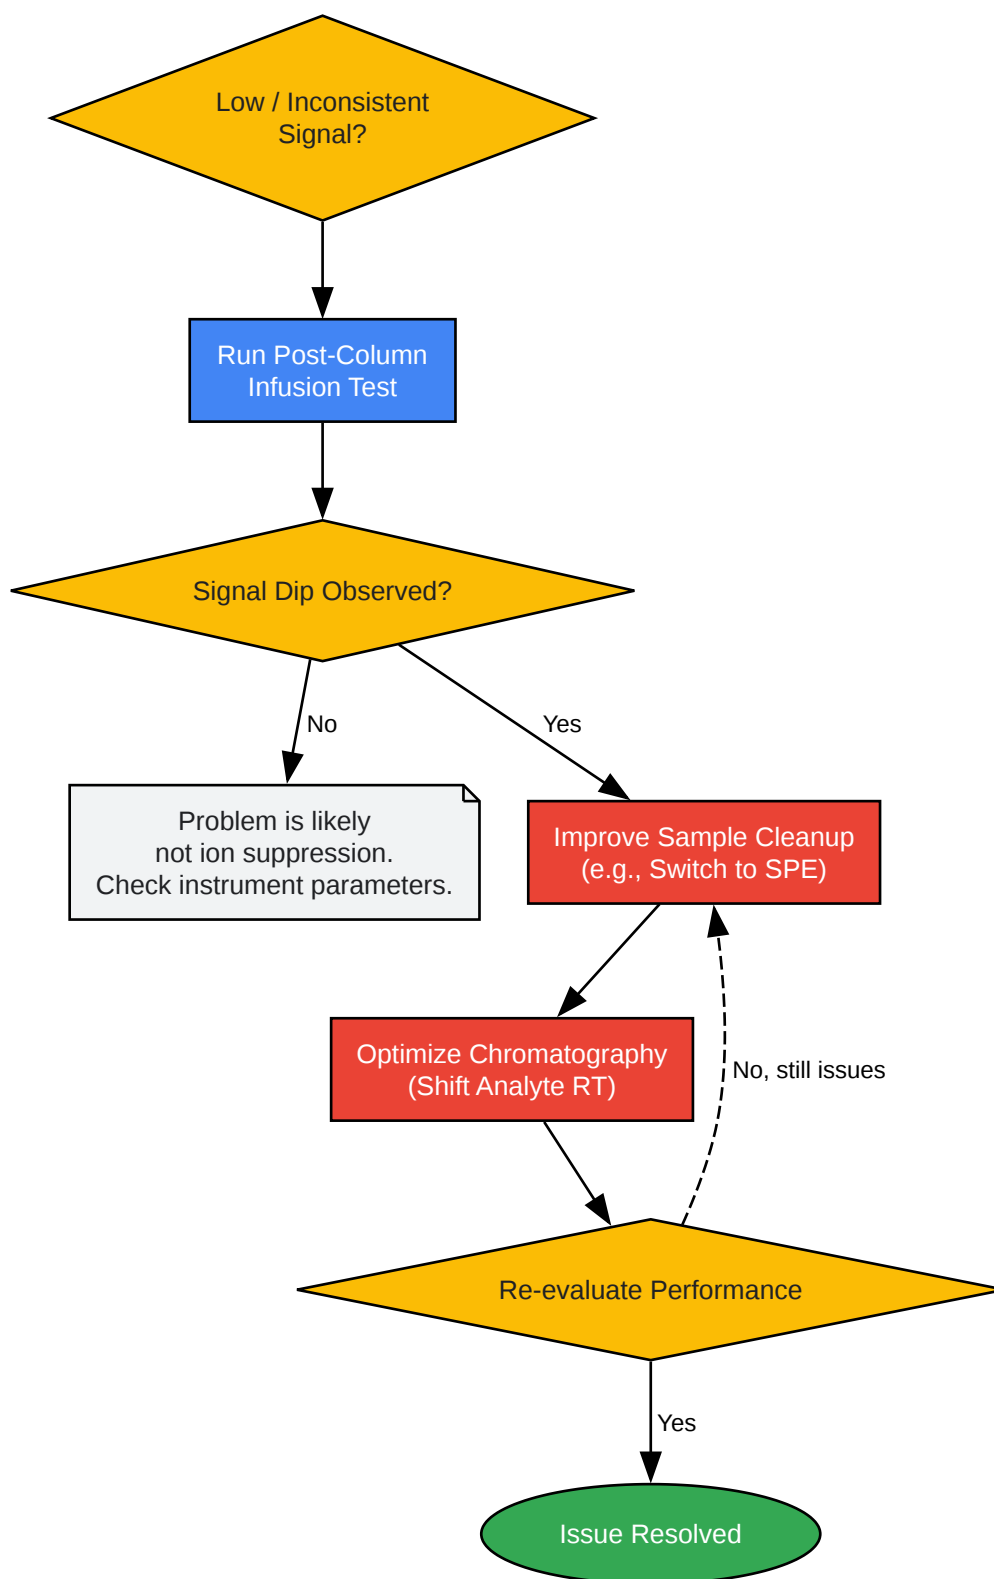 Low / Inconsistent
Signal?
Run Post-Column
Infusion Test
Signal Dip Observed?
No
Yes
Problem is likely
not ion suppression.
Check instrument parameters.
Improve Sample Cleanup
(e.g., Switch to SPE)
Optimize Chromatography
(Shift Analyte RT)
No, still issues
Re-evaluate Performance
Yes
Issue Resolved